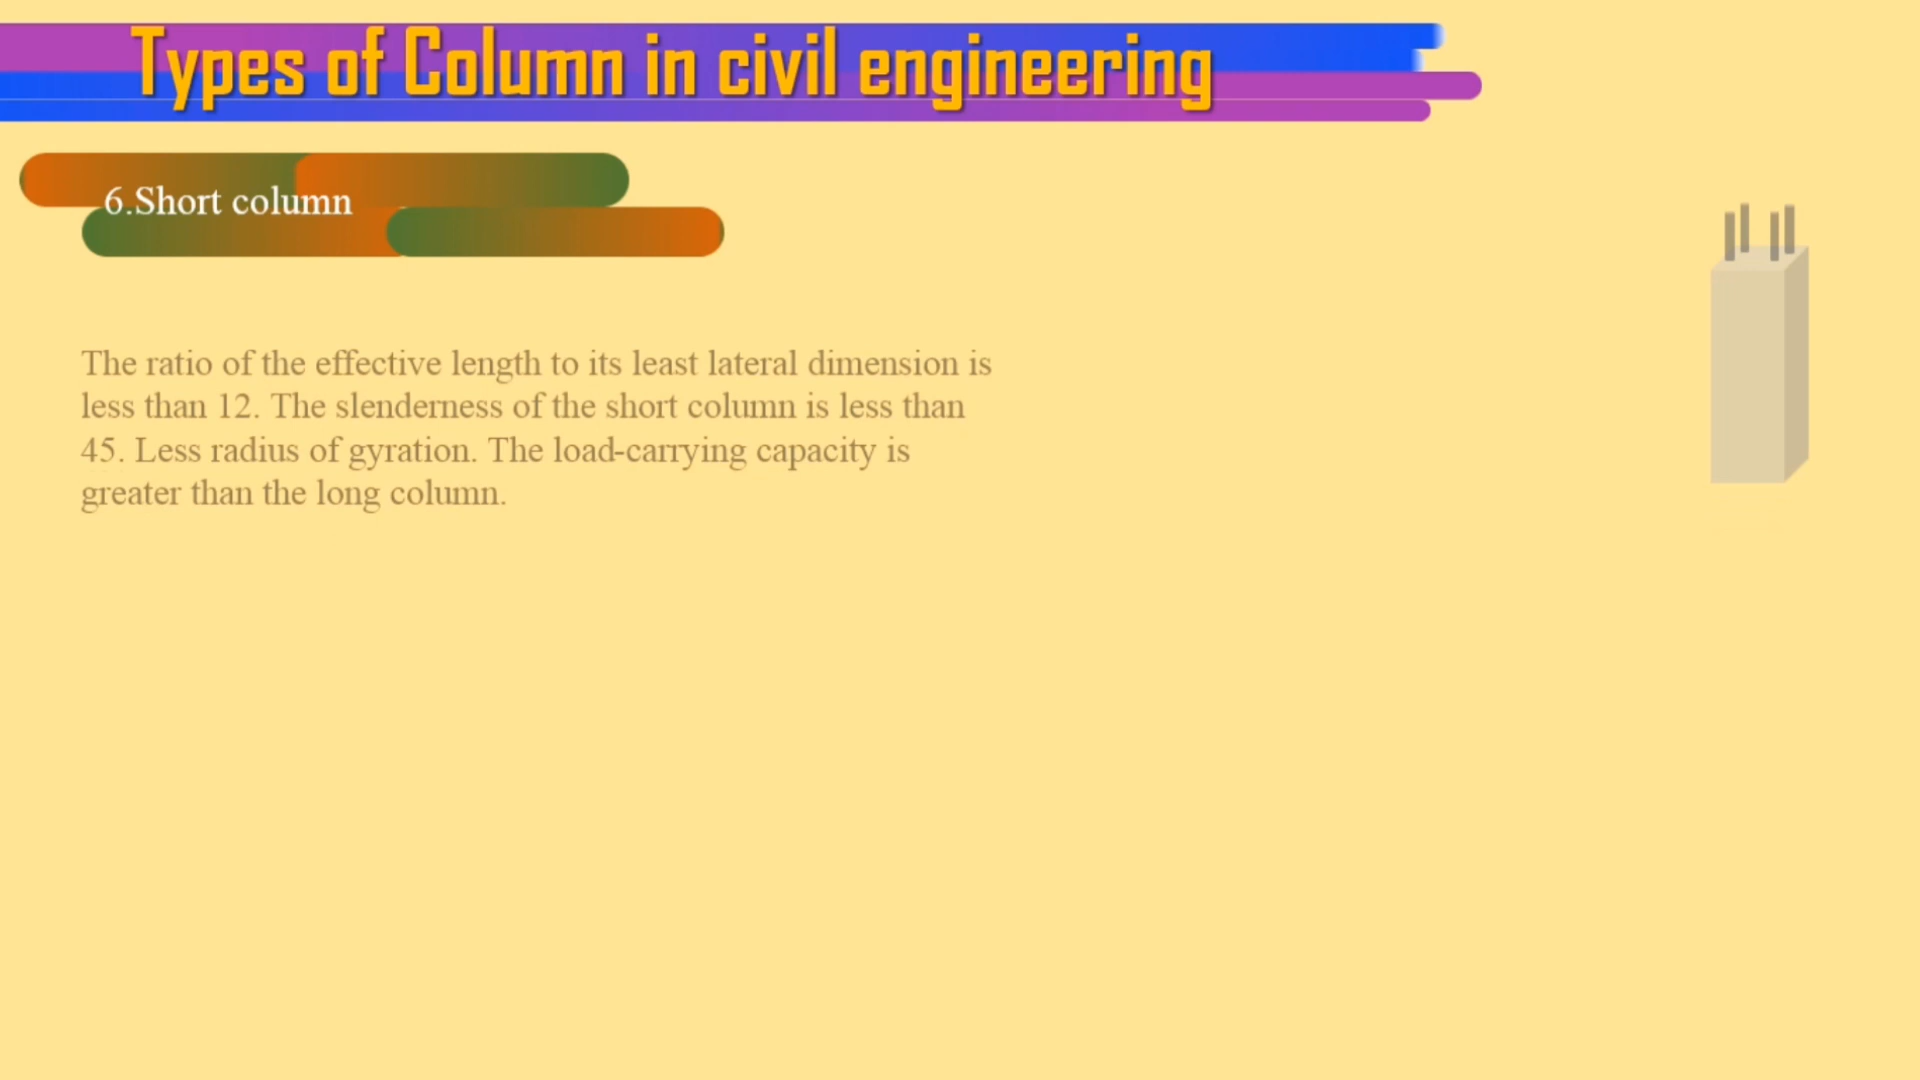 Types of Column in civil engineering
6.Short column
The ratio of the effective length to its least lateral dimension is
less than 12. The slenderness of the short column is less than
45. Less radius of gyration. The load-carrying capacity is
greater than the long column.